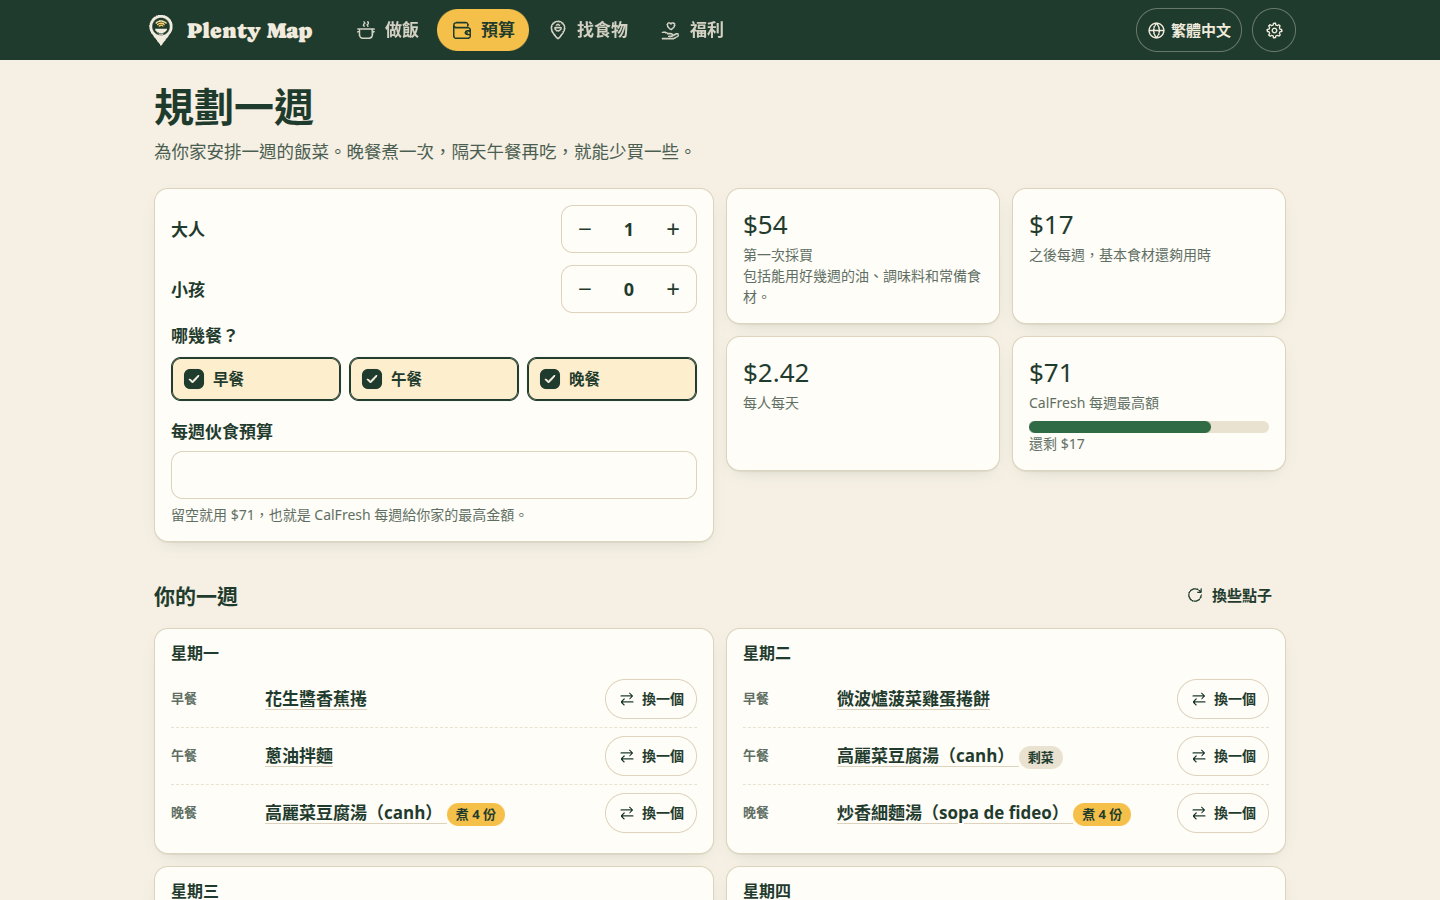 Plenty Map
做飯
預算
找食物
福利
繁體中文
規劃一週
為你家安排一週的飯菜。晚餐煮一次，隔天午餐再吃，就能少買一些。
大人
− 1 +
小孩
− 0 +
哪幾餐？
早餐
午餐
晚餐
每週伙食預算
留空就用 $71，也就是 CalFresh 每週給你家的最高金額。
$54
第一次採買
包括能用好幾週的油、調味料和常備食
材。
$17
之後每週，基本食材還夠用時
$2.42
每人每天
$71
CalFresh 每週最高額
還剩 $17
你的一週
換些點子
星期一
早餐 花生醬香蕉捲 換一個
午餐 蔥油拌麵 換一個
晚餐 高麗菜豆腐湯（canh） 煮 4 份 換一個
星期二
早餐 微波爐菠菜雞蛋捲餅 換一個
午餐 高麗菜豆腐湯（canh） 剩菜 換一個
晚餐 炒香細麵湯（sopa de fideo） 煮 4 份 換一個
星期三
星期四